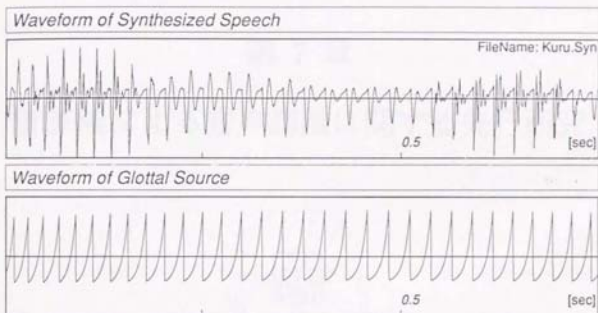 Waveform of Synthesized Speech
FileName: Kuru.Syn
0.5 [sec]
Waveform of Glottal Source
0.5 [sec]